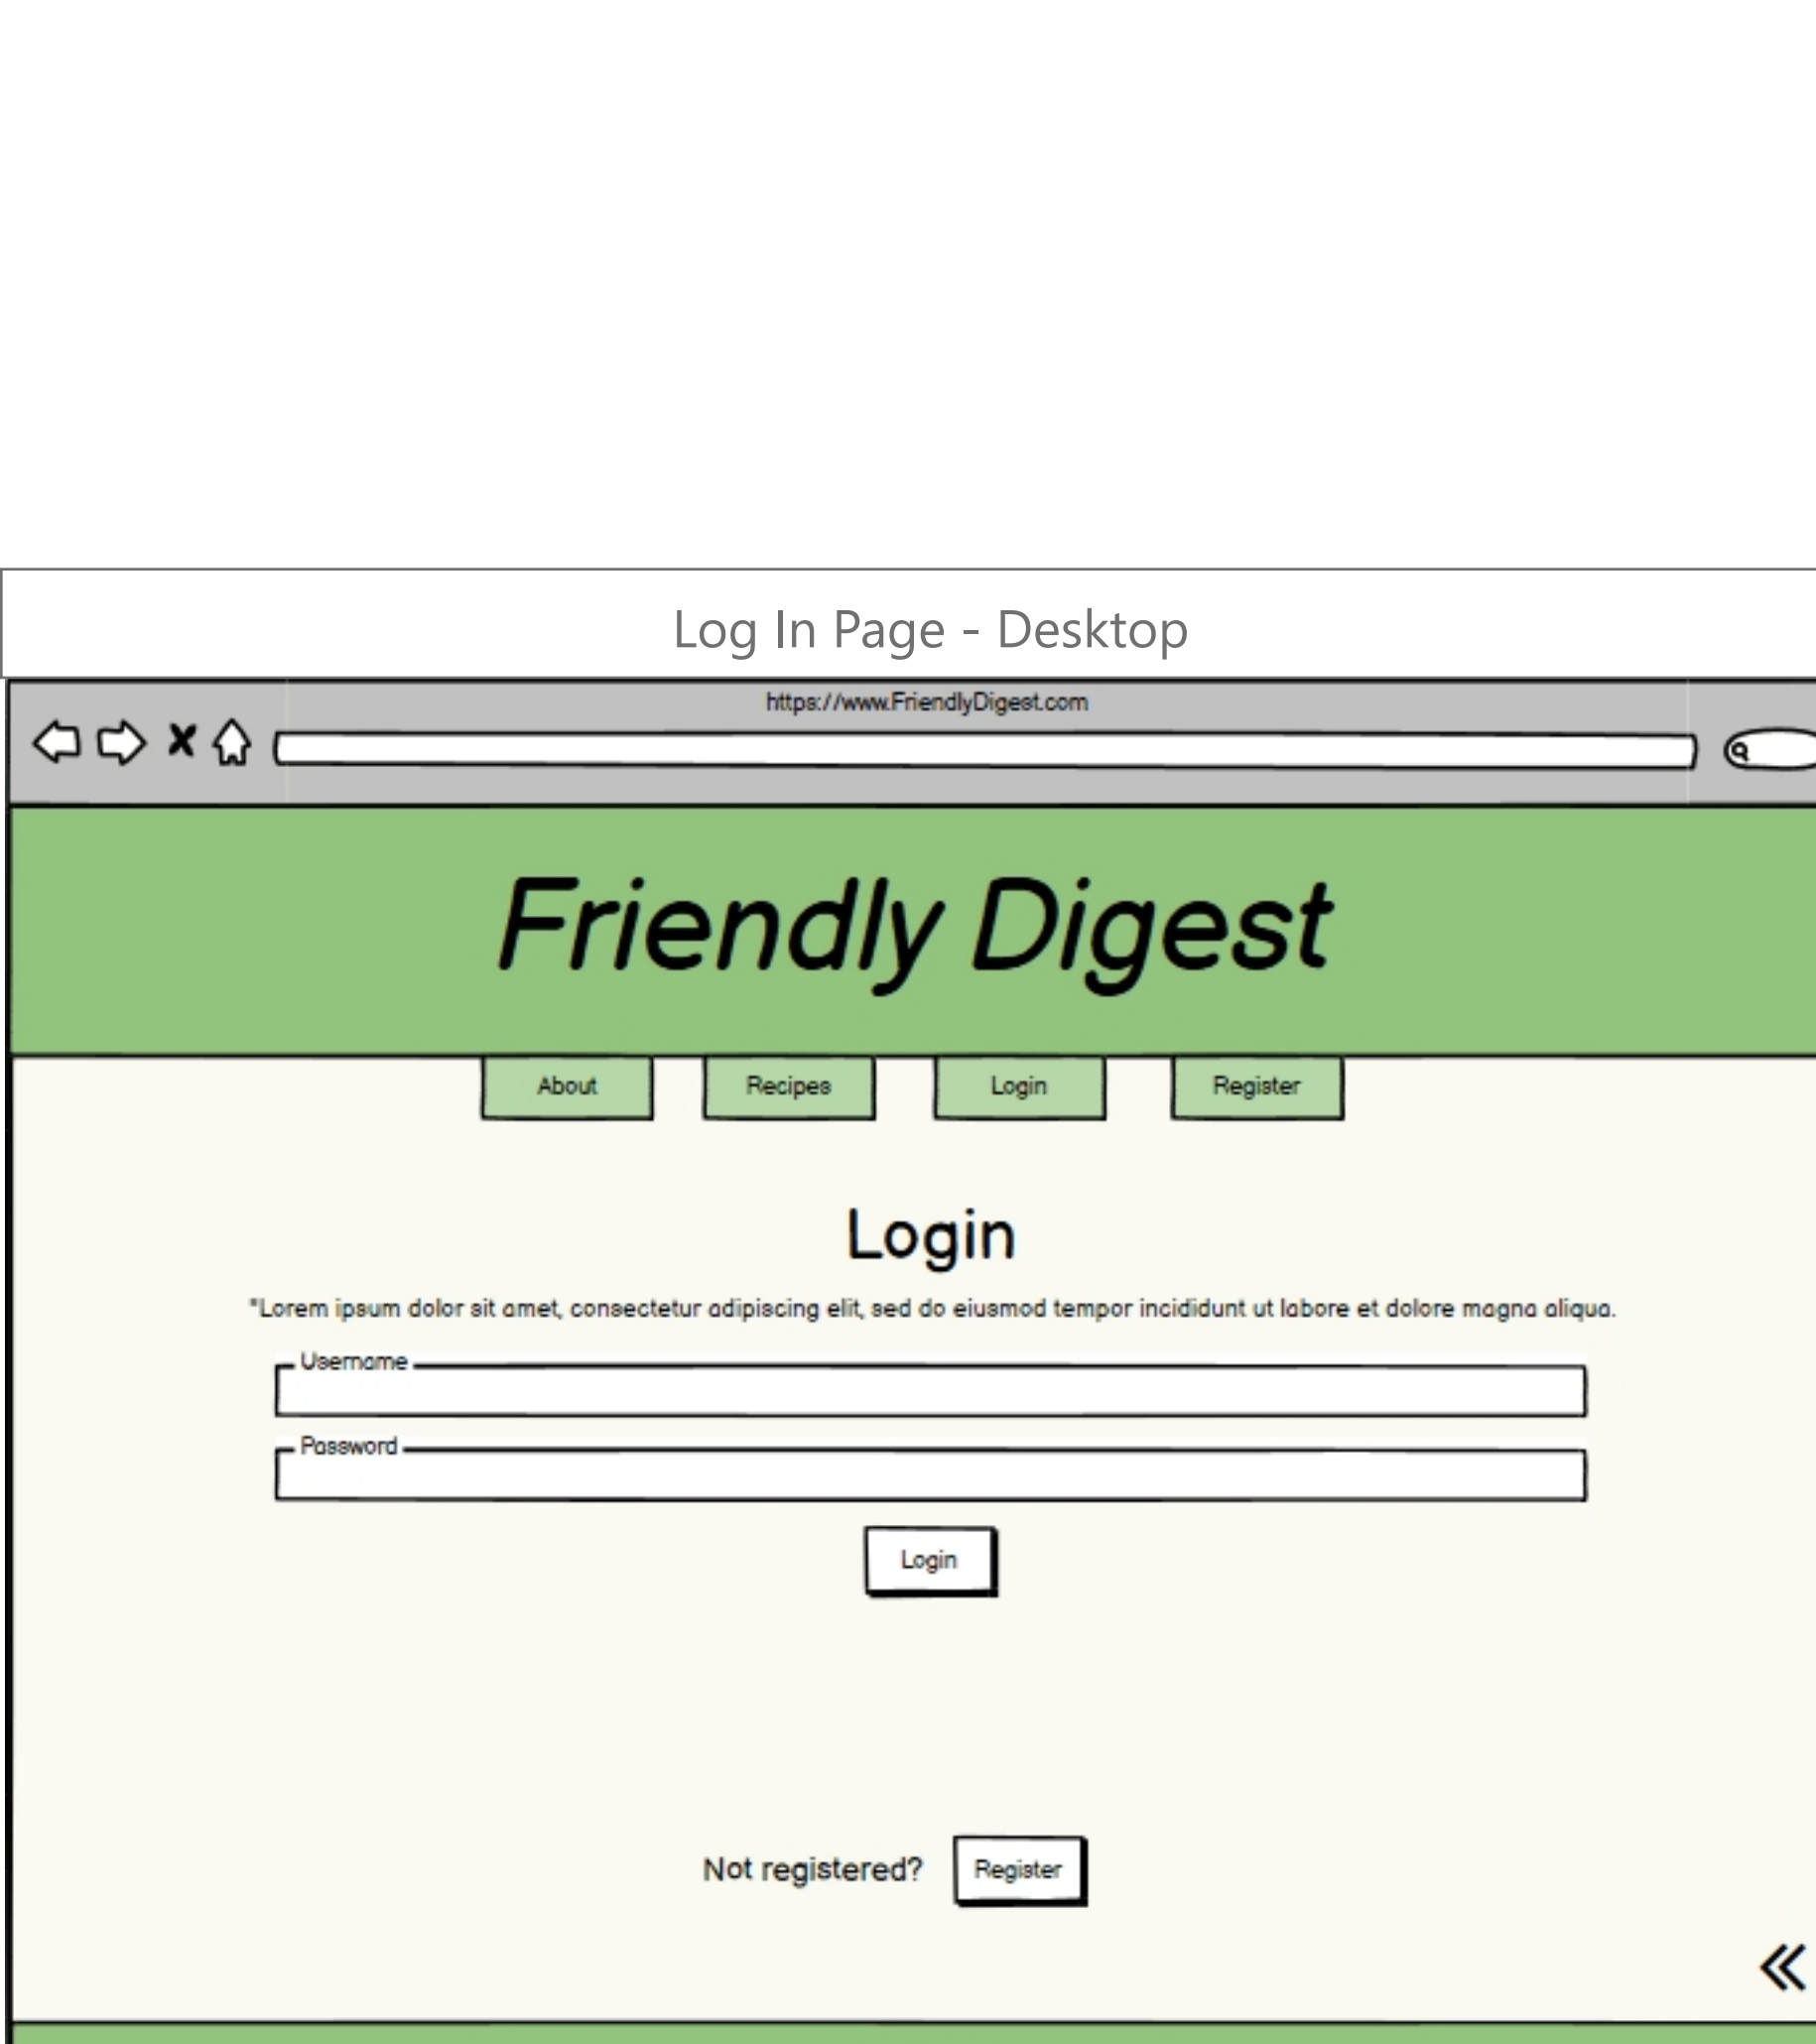 Log In Page - Desktop
https://www.FriendlyDigest.com
Friendly Digest
About Recipes Login Register
Login
"Lorem ipsum dolor sit amet, consectetur adipiscing elit, sed do eiusmod tempor incididunt ut labore et dolore magna aliqua.
Username
Password
Login
Not registered? Register